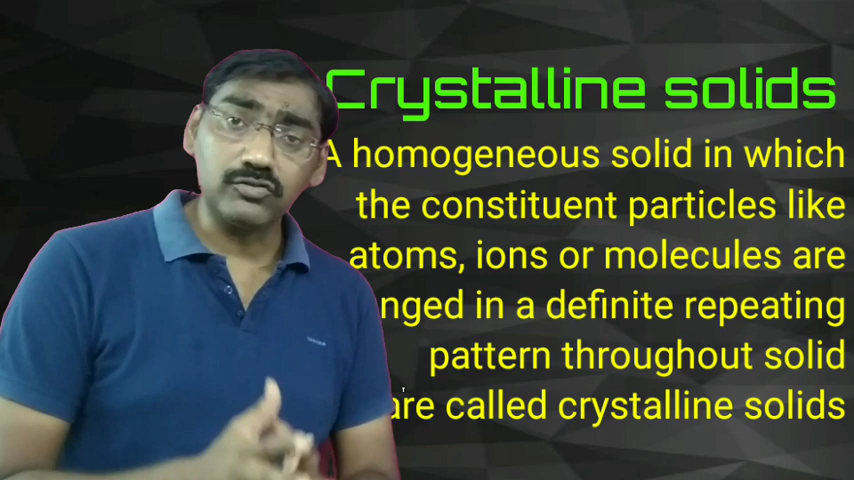 Crystalline solids
A homogeneous solid in which
the constituent particles like
atoms, ions or molecules are
nged in a definite repeating
pattern throughout solid
are called crystalline solids